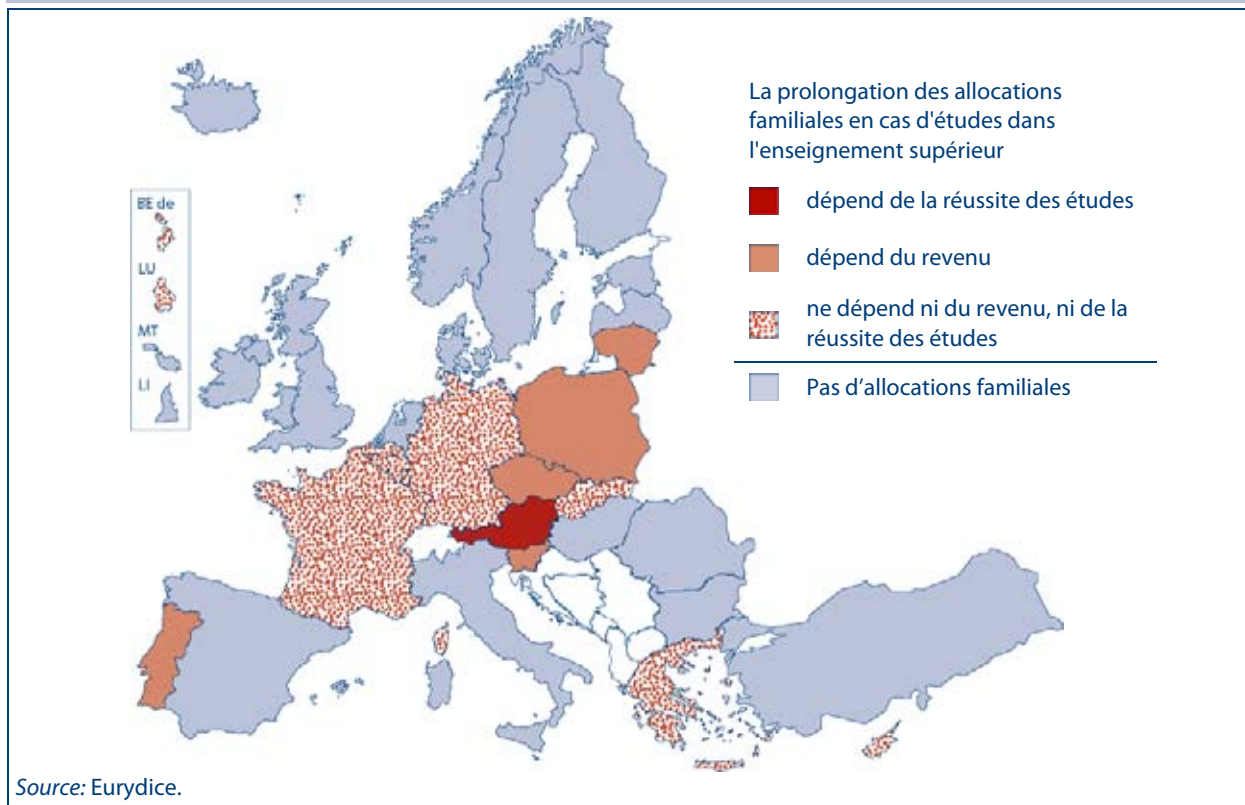 La prolongation des allocations
familiales en cas d'études dans
l'enseignement supérieur
dépend de la réussite des études
dépend du revenu
ne dépend ni du revenu, ni de la
réussite des études
Pas d’allocations familiales
BE de
LU
MT
LI
Source: Eurydice.